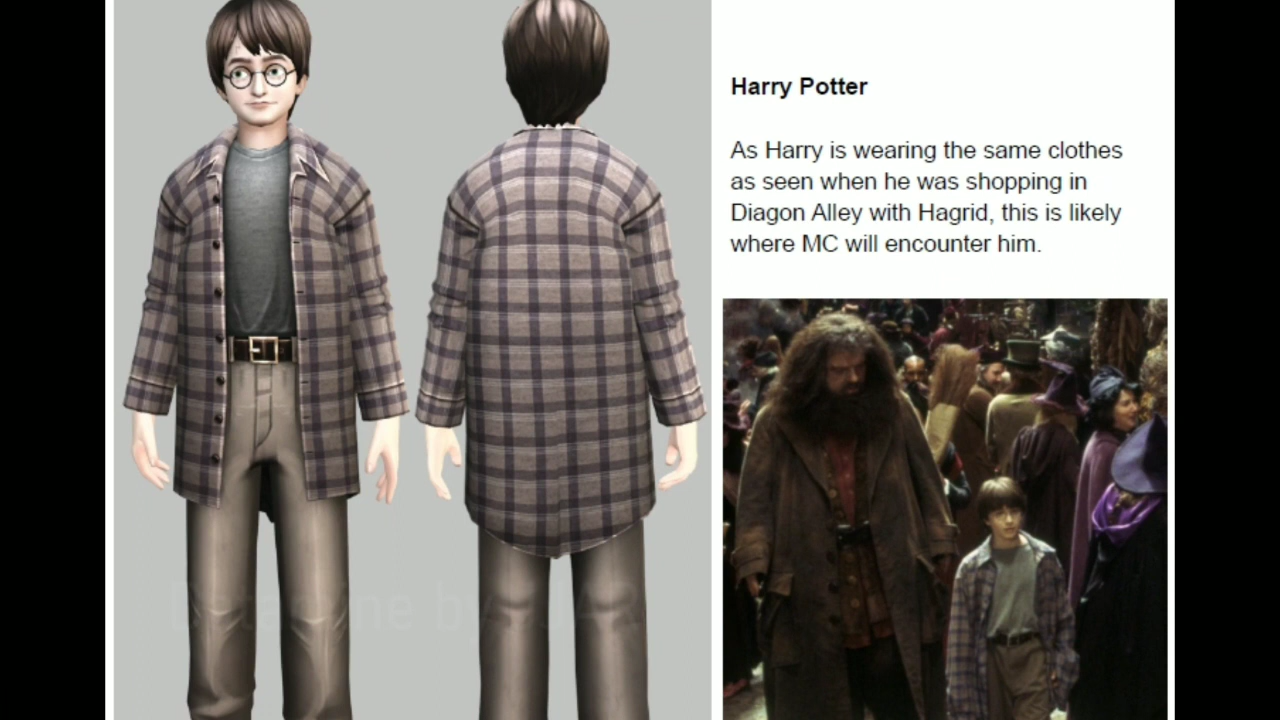 Harry Potter
As Harry is wearing the same clothes
as seen when he was shopping in
Diagon Alley with Hagrid, this is likely
where MC will encounter him.